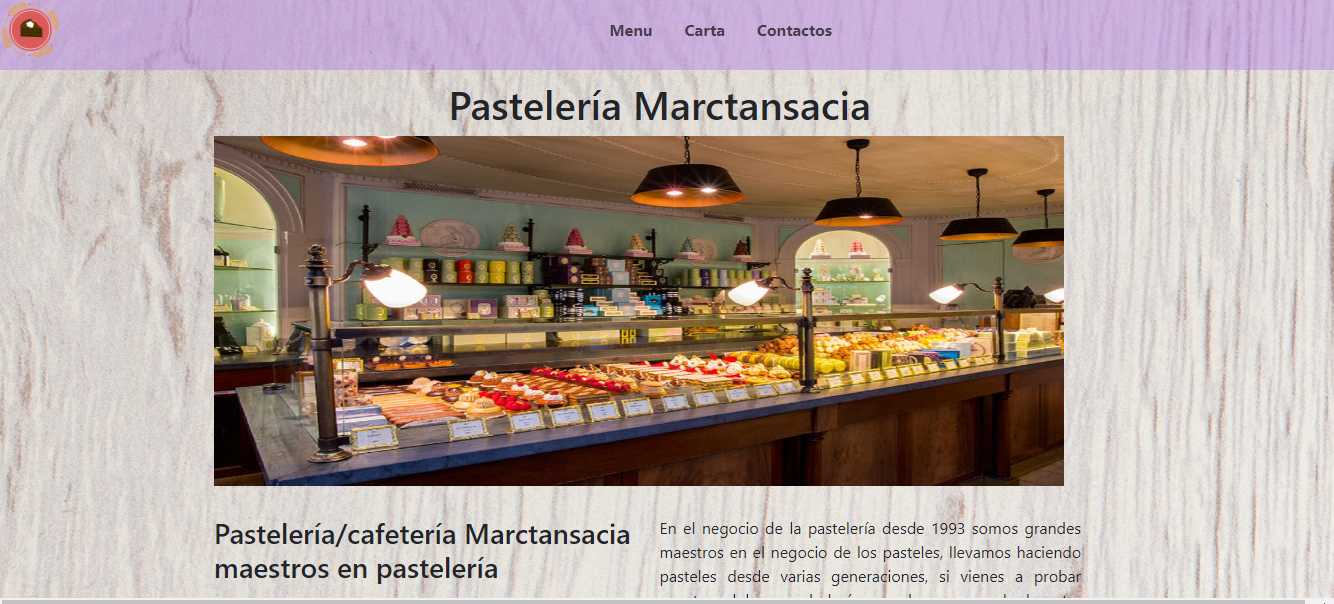 Menu Carta Contactos
Pastelería Marctansacia
Pastelería/cafetería Marctansacia
maestros en pastelería
En el negocio de la pastelería desde 1993 somos grandes
maestros en el negocio de los pasteles, llevamos haciendo
pasteles desde varias generaciones, si vienes a probar